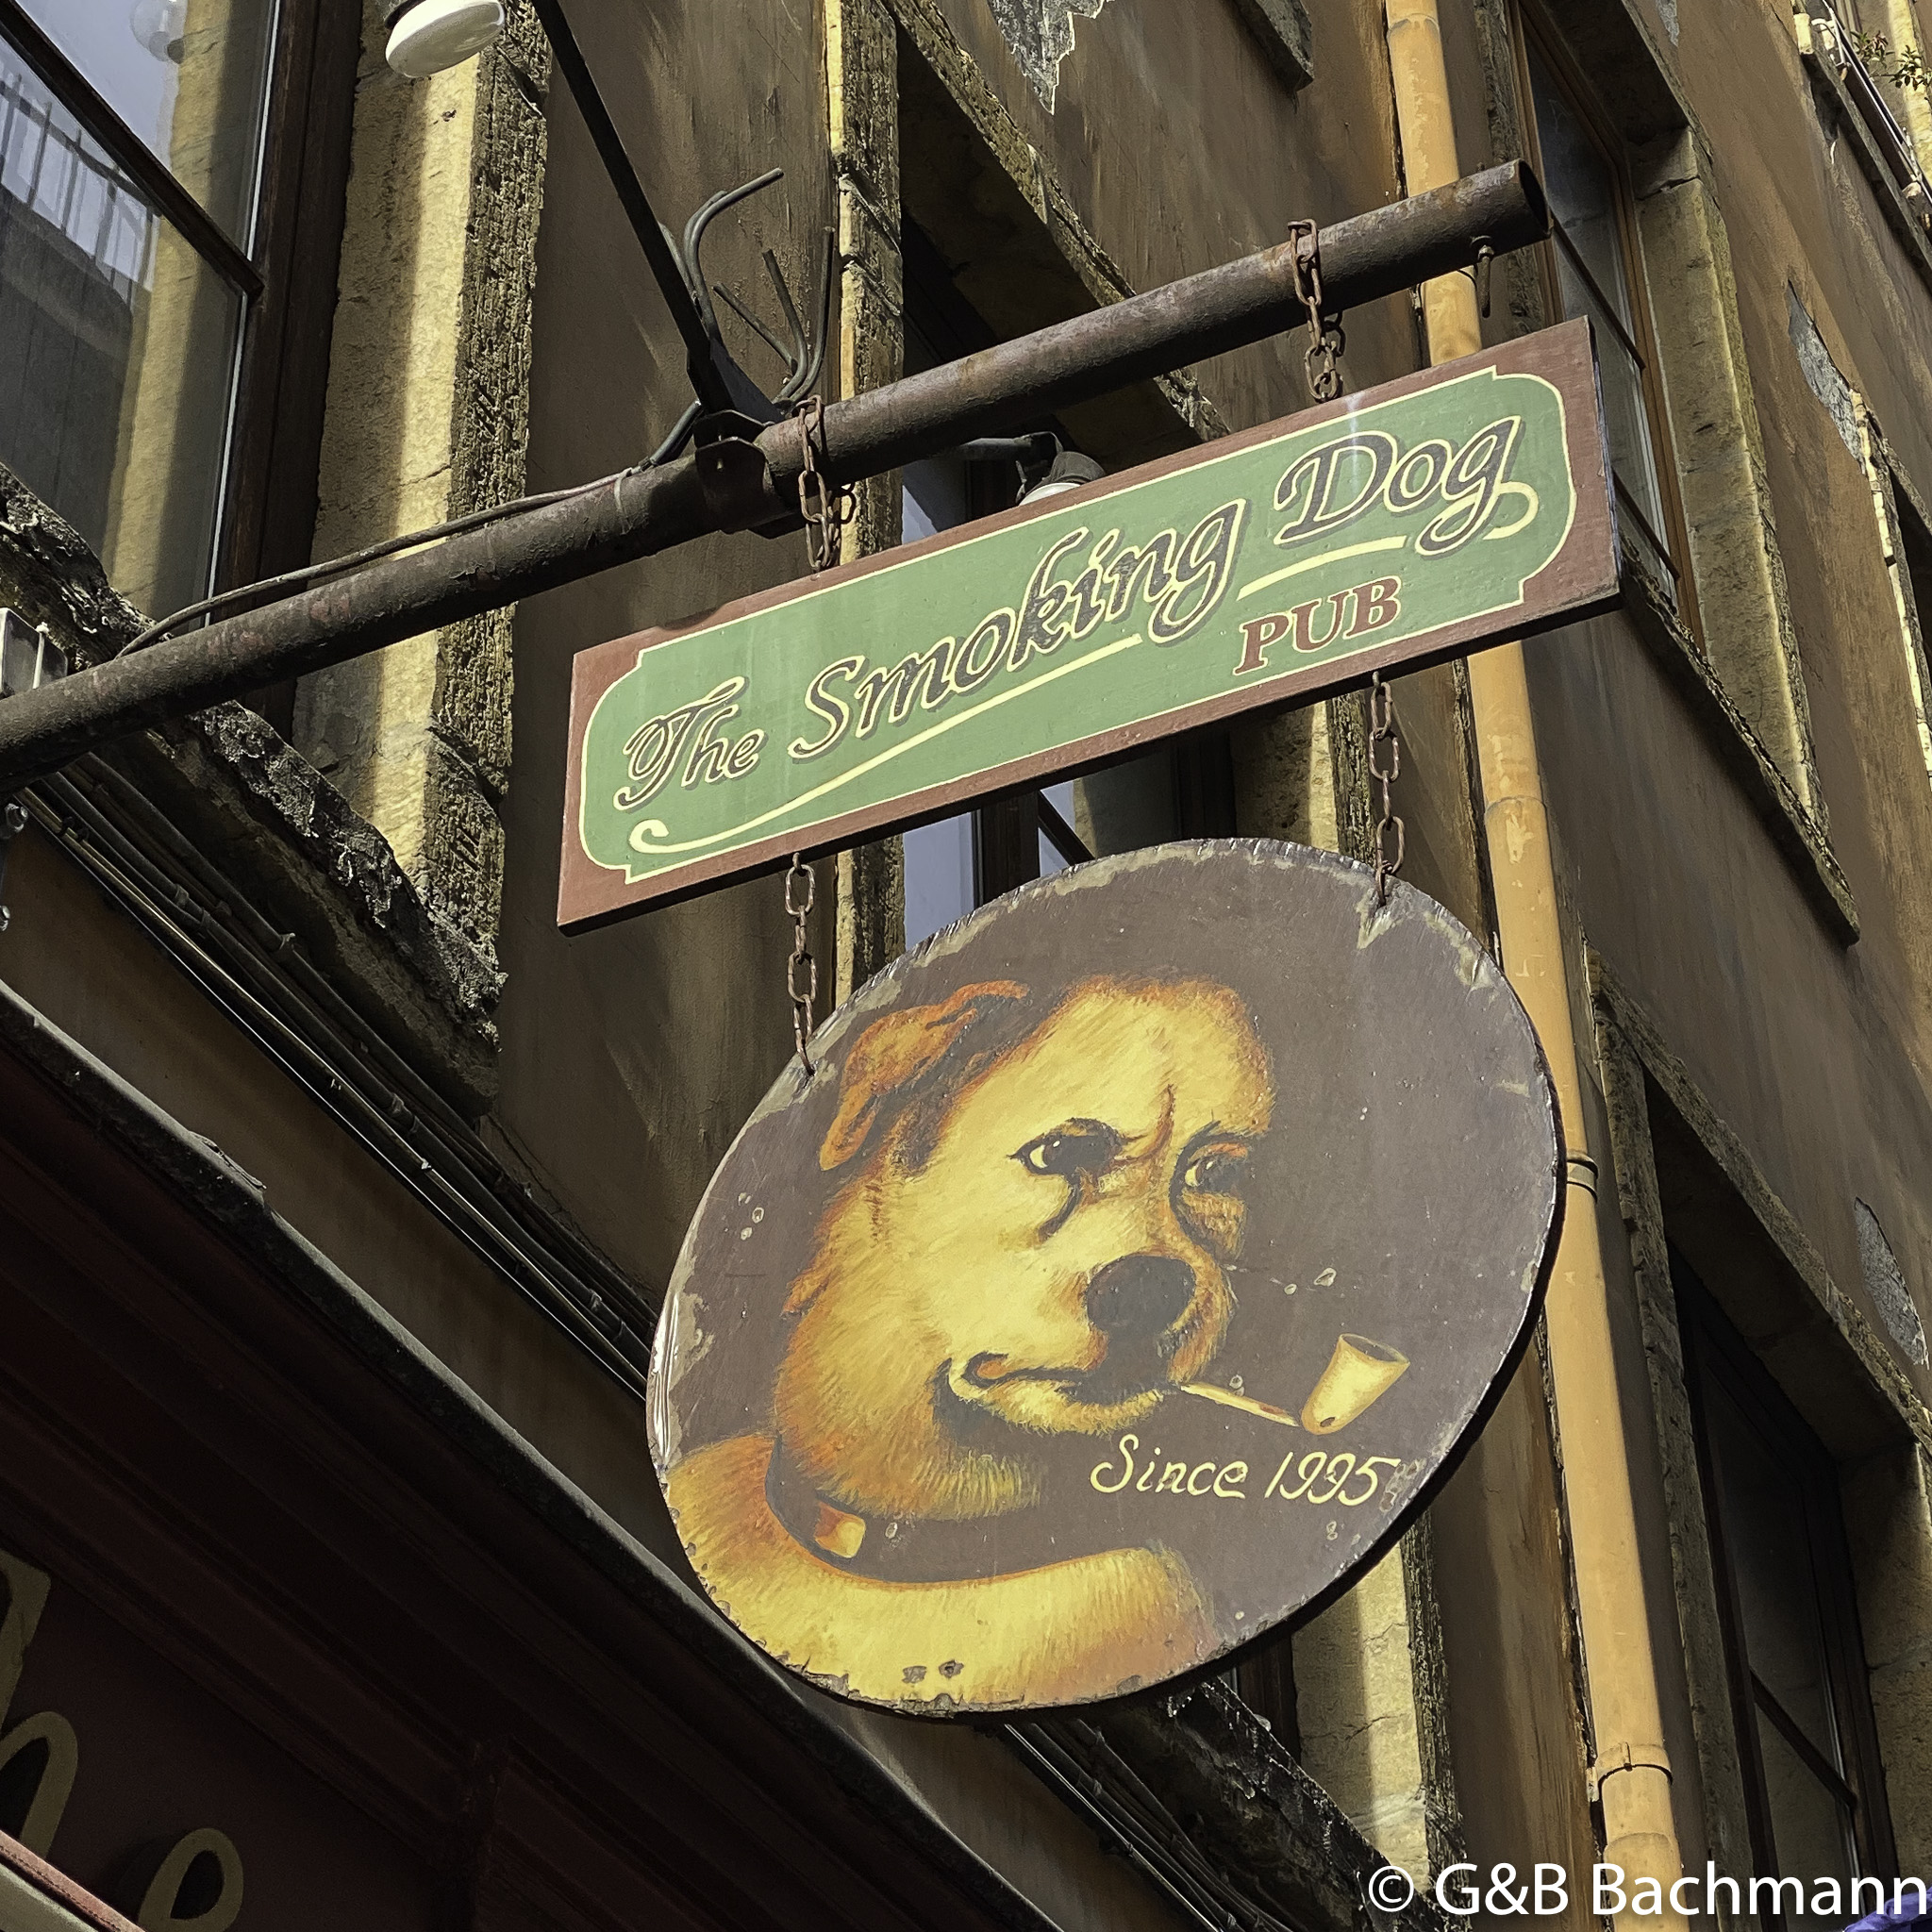 The Smoking Dog
PUB
Since 1995
© G&B Bachmann